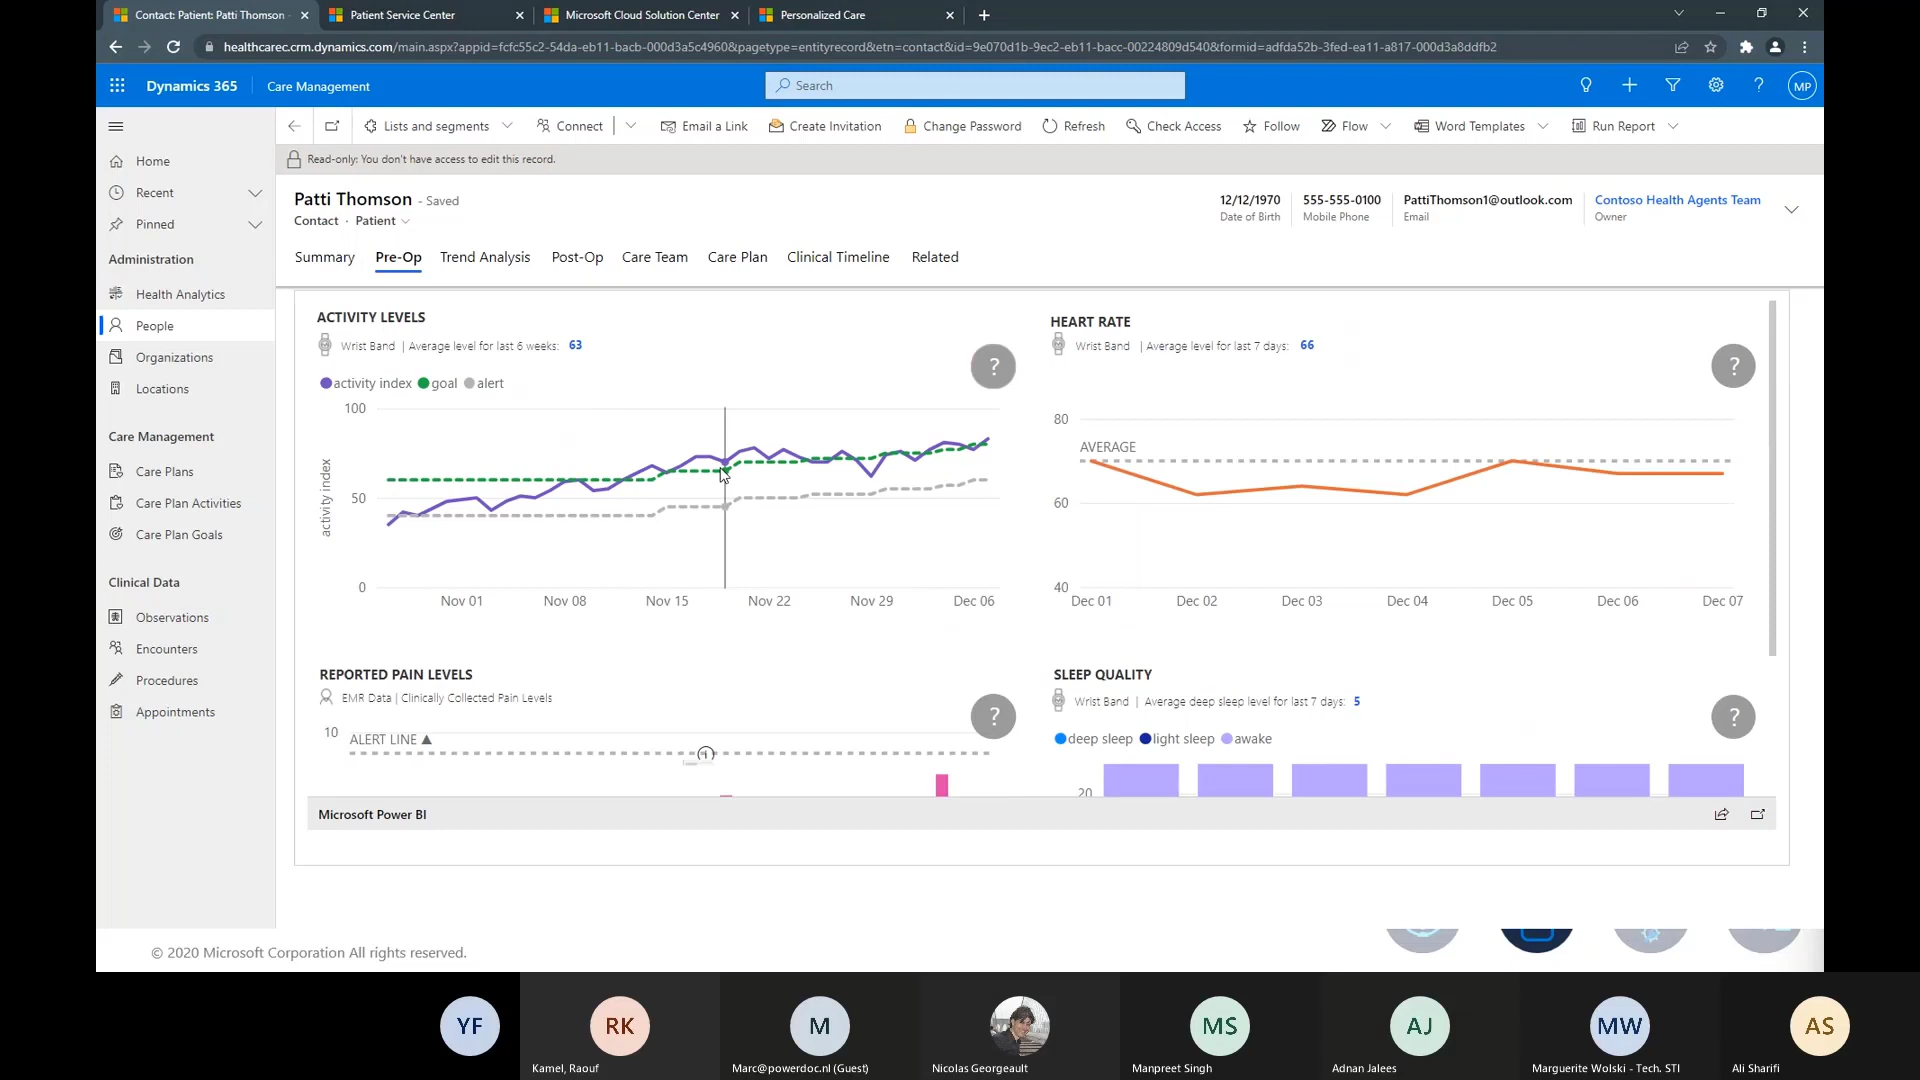 Contact: Patient: Patti Thomson
Patient Service Center
Microsoft Cloud Solution Center
Personalized Care
healthcarec.crm.dynamics.com/main.aspx?appid=fcfc55c2-54da-eb11-bacb-000d3a5c4960&pagetype=entityrecord&etn=contact&id=9e070d1b-9ec2-eb11-bacc-00224809d540&formid=adfda52b-3fed-ea11-a817-000d3a8ddfb2
Dynamics 365
Care Management
Search
MP
Lists and segments
Connect
Email a Link
Create Invitation
Change Password
Refresh
Check Access
Follow
Flow
Word Templates
Run Report
Read-only: You don't have access to edit this record.
Home
Recent
Pinned
Administration
Health Analytics
People
Organizations
Locations
Care Management
Care Plans
Care Plan Activities
Care Plan Goals
Clinical Data
Observations
Encounters
Procedures
Appointments
Patti Thomson - Saved
Contact · Patient
12/12/1970
Date of Birth
555-555-0100
Mobile Phone
PattiThomson1@outlook.com
Email
Contoso Health Agents Team
Owner
Summary
Pre-Op
Trend Analysis
Post-Op
Care Team
Care Plan
Clinical Timeline
Related
ACTIVITY LEVELS
Wrist Band | Average level for last 6 weeks: 63
?
activity index goal alert
100
50
0
activity index
Nov 01 Nov 08 Nov 15 Nov 22 Nov 29 Dec 06
HEART RATE
Wrist Band | Average level for last 7 days: 66
?
80
AVERAGE
60
40
Dec 01 Dec 02 Dec 03 Dec 04 Dec 05 Dec 06 Dec 07
REPORTED PAIN LEVELS
EMR Data | Clinically Collected Pain Levels
?
10
ALERT LINE ▲
SLEEP QUALITY
Wrist Band | Average deep sleep level for last 7 days: 5
?
deep sleep light sleep awake
20
Microsoft Power BI
© 2020 Microsoft Corporation All rights reserved.
YF
RK
Kamel, Raouf
M
Marc@powerdoc.nl (Guest)
Nicolas Georgeault
MS
Manpreet Singh
AJ
Adnan Jalees
MW
Marguerite Wolski - Tech. STI
AS
Ali Sharifi